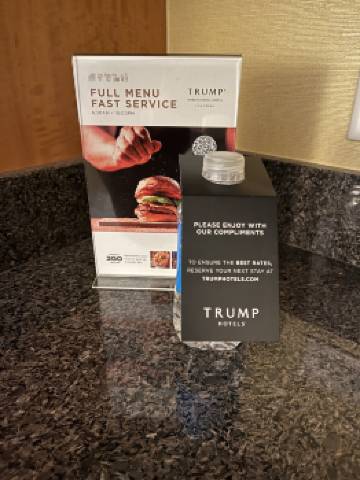 FULL MENU
FAST SERVICE
TRUMP
PLEASE ENJOY WITH
OUR COMPLIMENTS
TO ENSURE THE BEST RATES,
RESERVE YOUR NEXT STAY AT
TRUMPHOTELS.COM
TRUMP
HOTELS